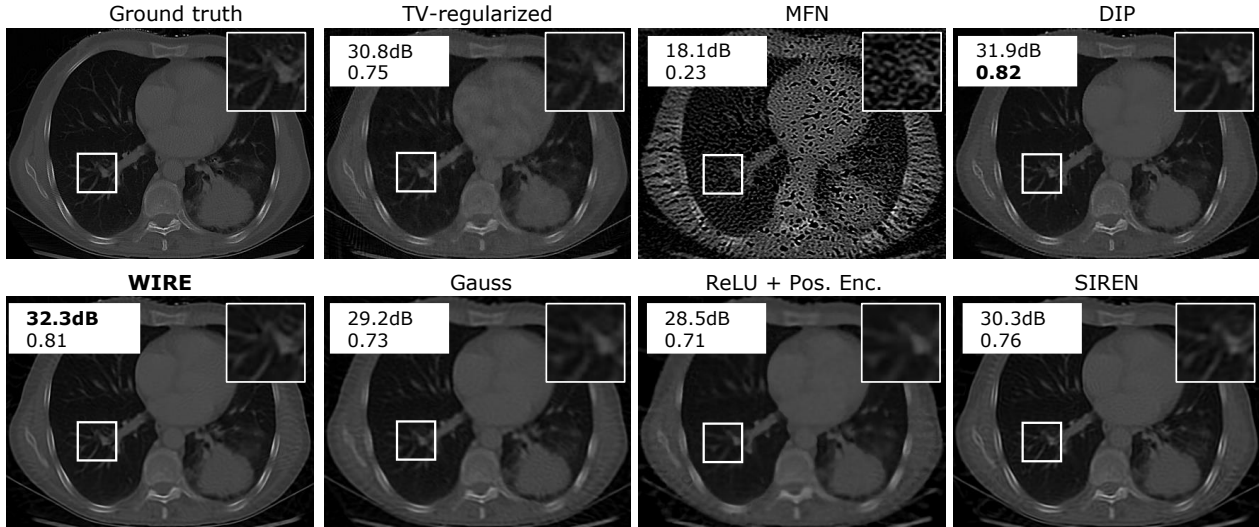 Ground truth
TV-regularized
MFN
DIP
30.8dB
0.75
18.1dB
0.23
31.9dB
0.82
WIRE
Gauss
ReLU + Pos. Enc.
SIREN
32.3dB
0.81
29.2dB
0.73
28.5dB
0.71
30.3dB
0.76